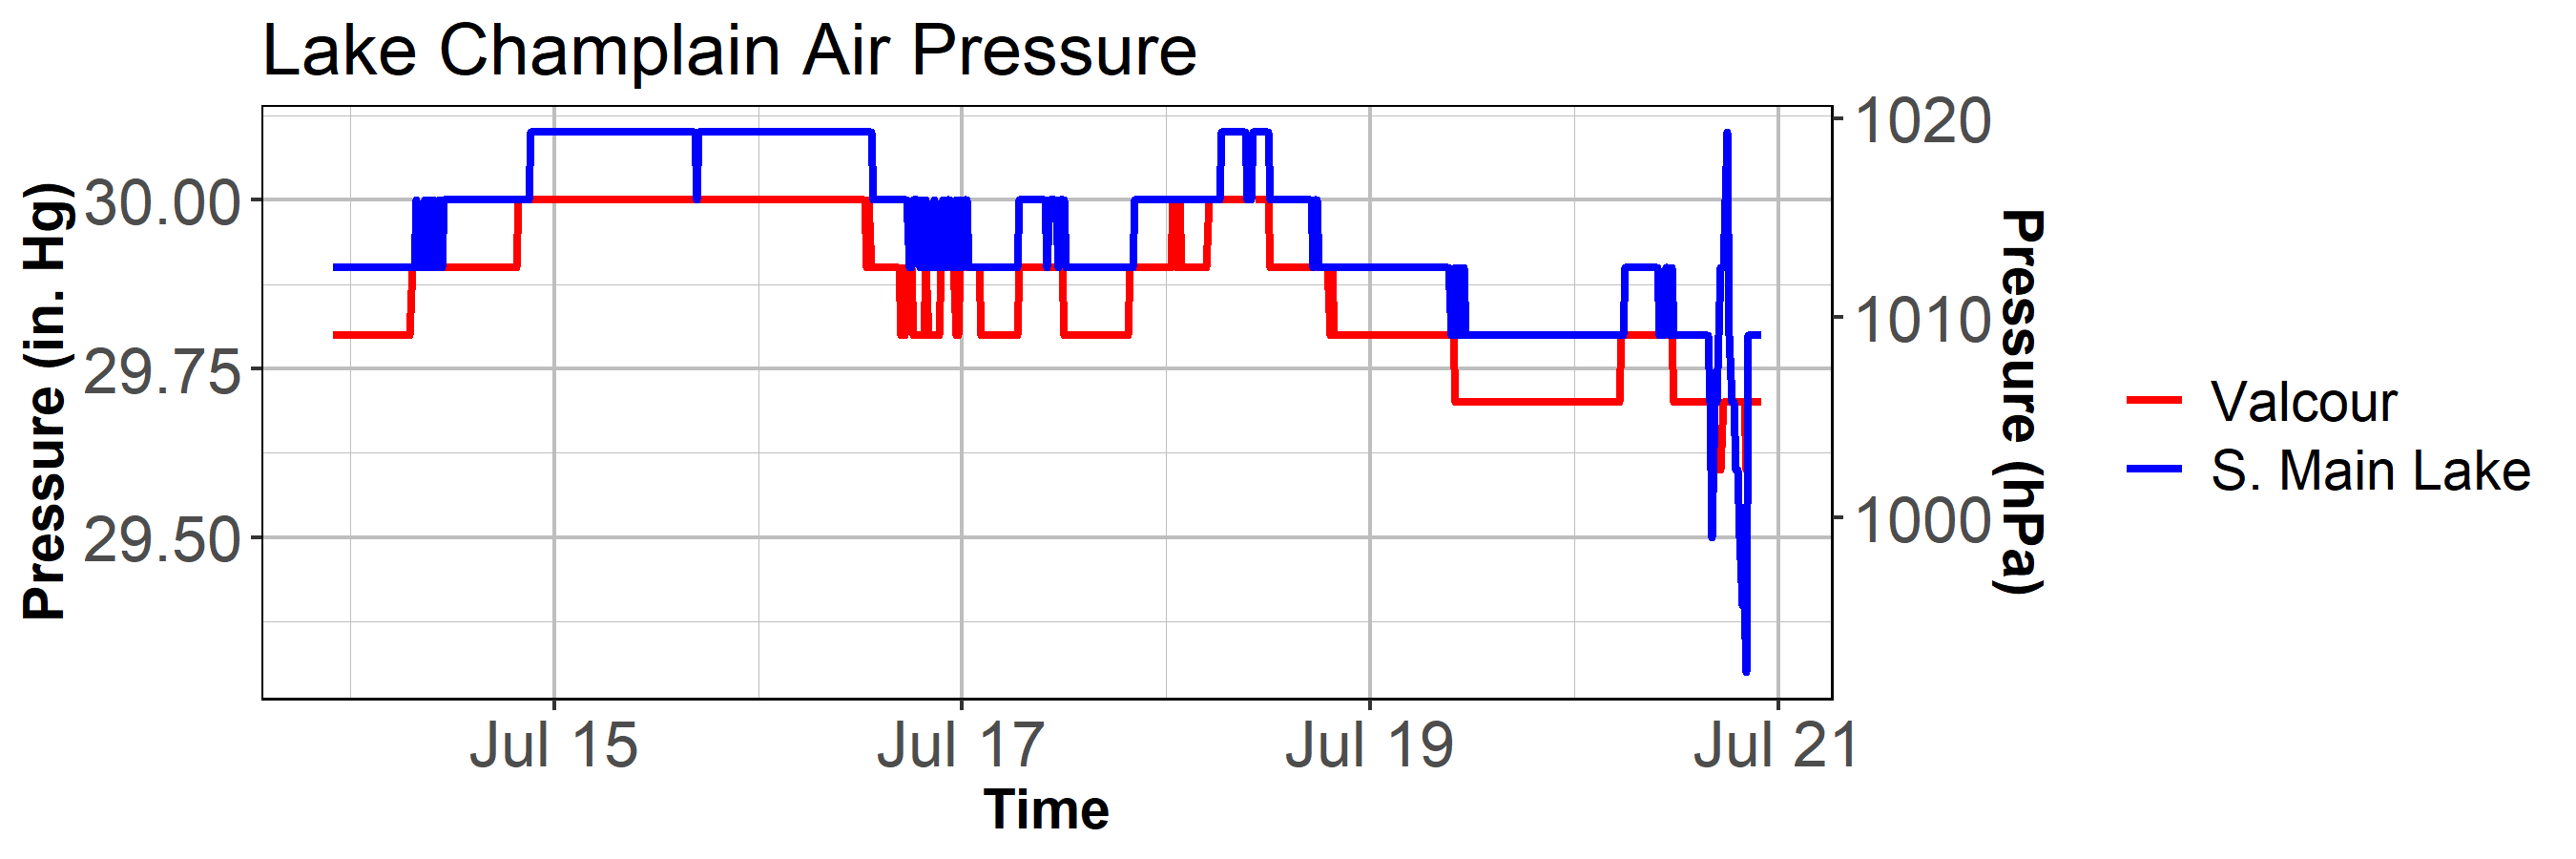 Lake Champlain Air Pressure
Pressure (in. Hg)
30.00
29.75
29.50
1020
1010
1000
Pressure (hPa)
Jul 15
Jul 17
Jul 19
Jul 21
Time
Valcour
S. Main Lake